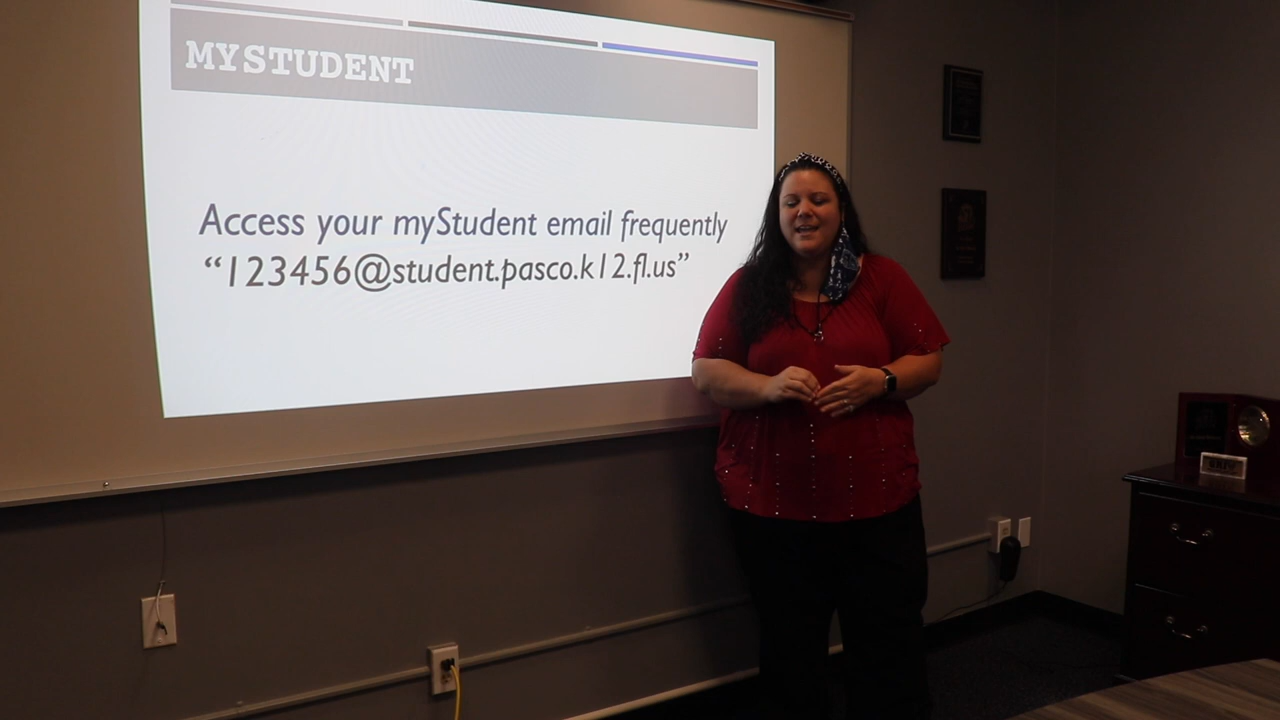 MYSTUDENT
Access your myStudent email frequently
“123456@student.pasco.k12.fl.us”